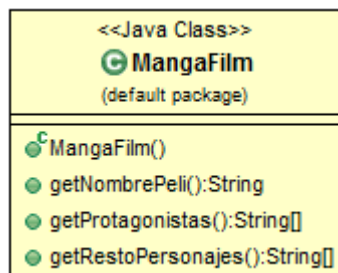 <<Java Class>>
MangaFilm
(default package)
MangaFilm()
getNombrePeli():String
getProtagonistas():String[]
getRestoPersonajes():String[]